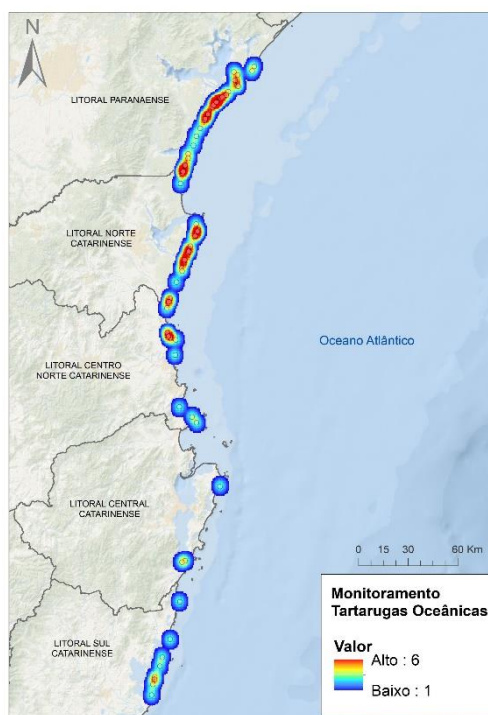 N
LITORAL PARANAENSE
LITORAL NORTE
CATARINENSE
Oceano Atlântico
LITORAL CENTRO
NORTE CATARINENSE
LITORAL CENTRAL
CATARINENSE
0 15 30 60 Km
LITORAL SUL
CATARINENSE
Monitoramento
Tartarugas Oceânicas
Valor
Alto : 6
Baixo : 1